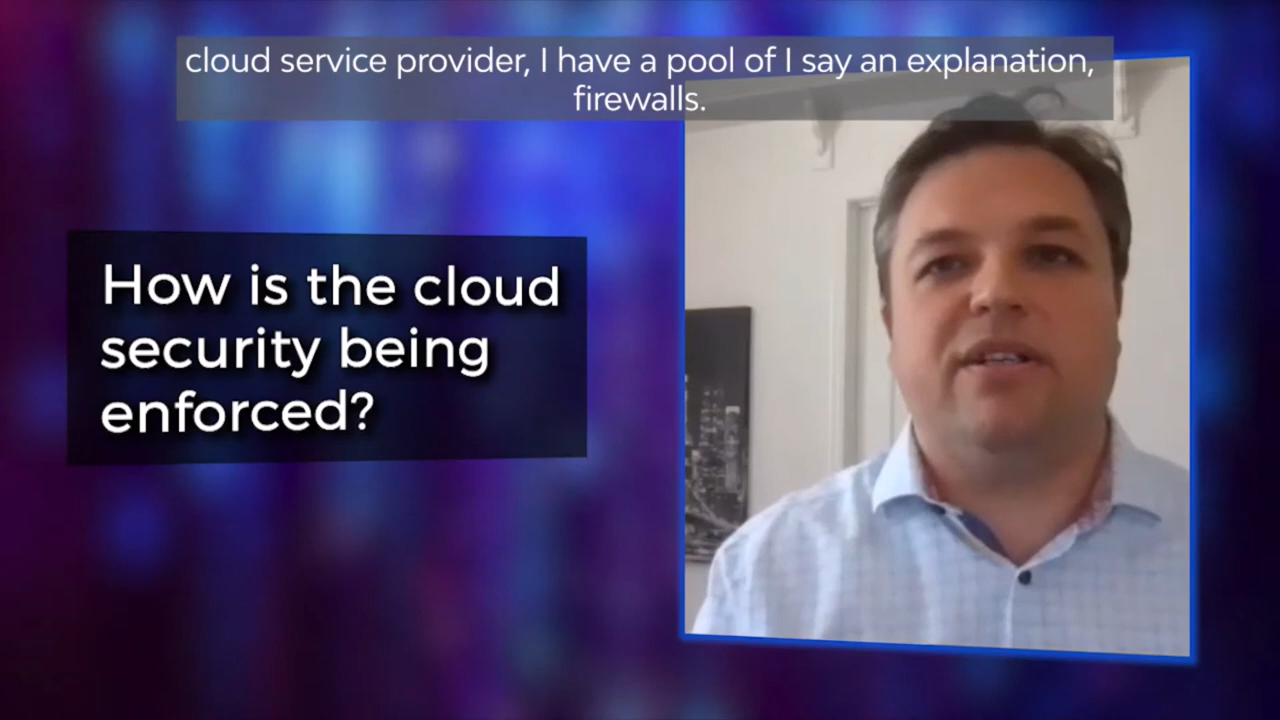 cloud service provider, I have a pool of I say an explanation,
firewalls.
How is the cloud
security being
enforced?